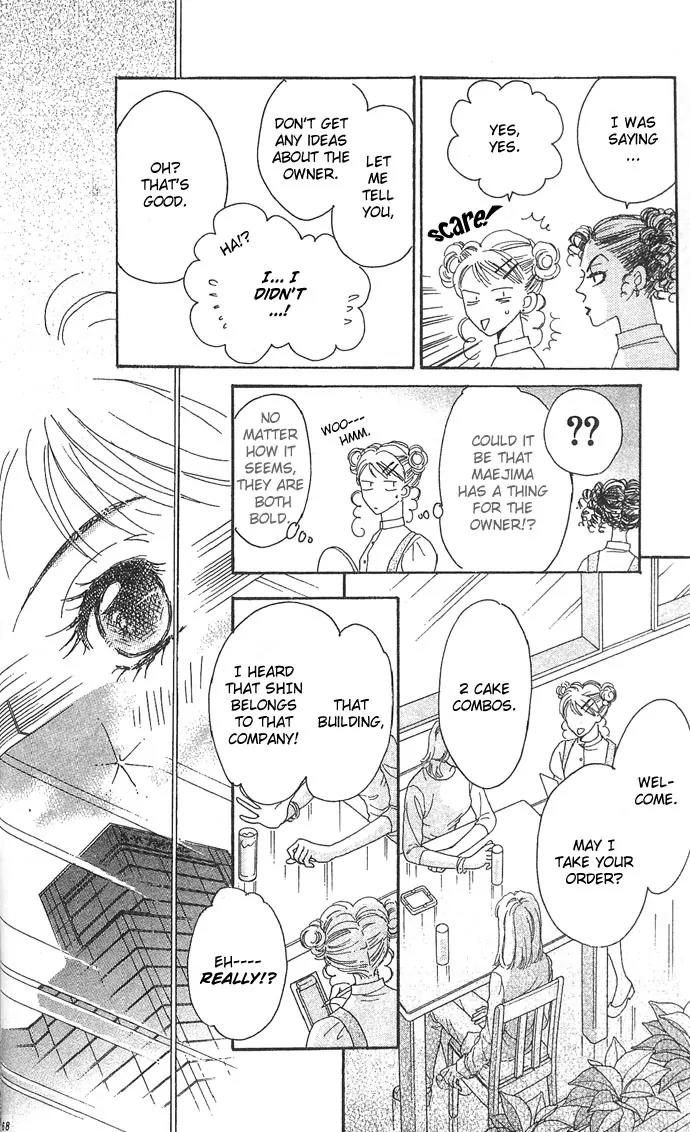 I WAS
SAYING
...
YES,
YES.
scare!
LET
ME
TELL
YOU,
DON'T GET
ANY IDEAS
ABOUT THE
OWNER.
HA!?
I... I
DIDN'T
...!
OH?
THAT'S
GOOD.
??
COULD IT
BE THAT
MAEJIMA
HAS A THING
FOR THE
OWNER!?
WOO---
HMM.
NO
MATTER
HOW IT
SEEMS,
THEY ARE
BOTH
BOLD.
WEL-
COME.
MAY I
TAKE YOUR
ORDER?
2 CAKE
COMBOS.
THAT
BUILDING,
I HEARD
THAT SHIN
BELONGS
TO THAT
COMPANY!
EH----
REALLY!?